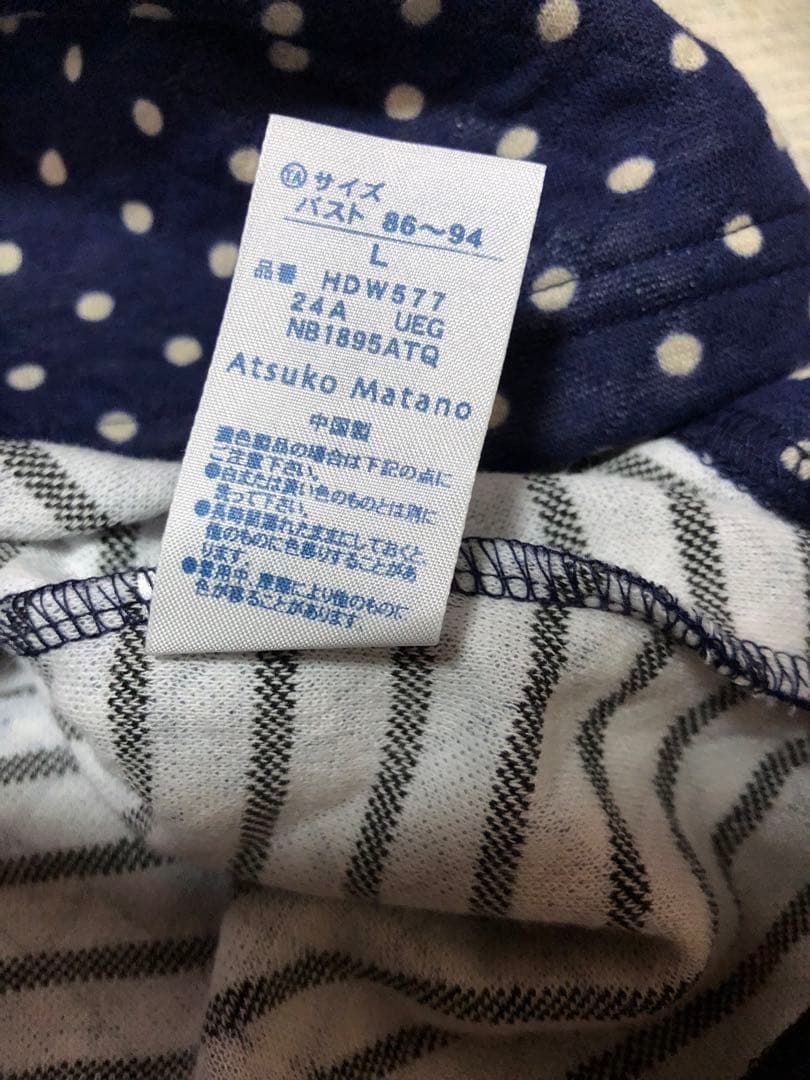 1A サイズ
バスト 86〜94
L
品番 HDW577
24A UEG
NB1895ATQ
Atsuko Matano
中国製
濃色製品の場合は下記の点に
ご注意下さい。
●白または淡い色のものとは別に
洗って下さい。
●長時間濡れたままにしておくと
他のものに色移りすることがあ
ります。
●着用中、摩擦により他のものに
色が移ることがあります